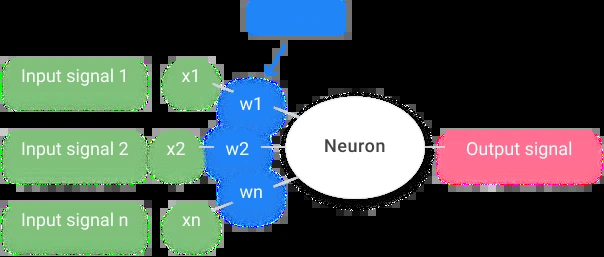 Input signal 1 x1
w1
Input signal 2 x2 w2 Neuron Output signal
wn
Input signal n xn